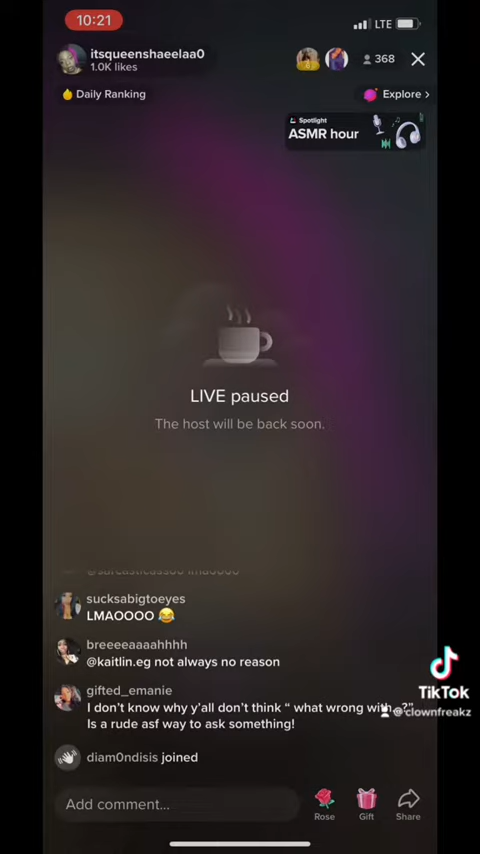 10:21
LTE
itsqueenshaeelaa0
1.0K likes
368
Daily Ranking
Explore >
Spotlight
ASMR hour
LIVE paused
The host will be back soon.
sucksabigtoeyes
LMAOOOO 😂
breeeeaaaahhhh
@kaitlin.eg not always no reason
gifted_emanie
I don't know why y'all don't think “ what wrong with...?”
Is a rude asf way to ask something!
diam0ndisis joined
TikTok
@clownfreakz
Add comment...
Rose
Gift
Share